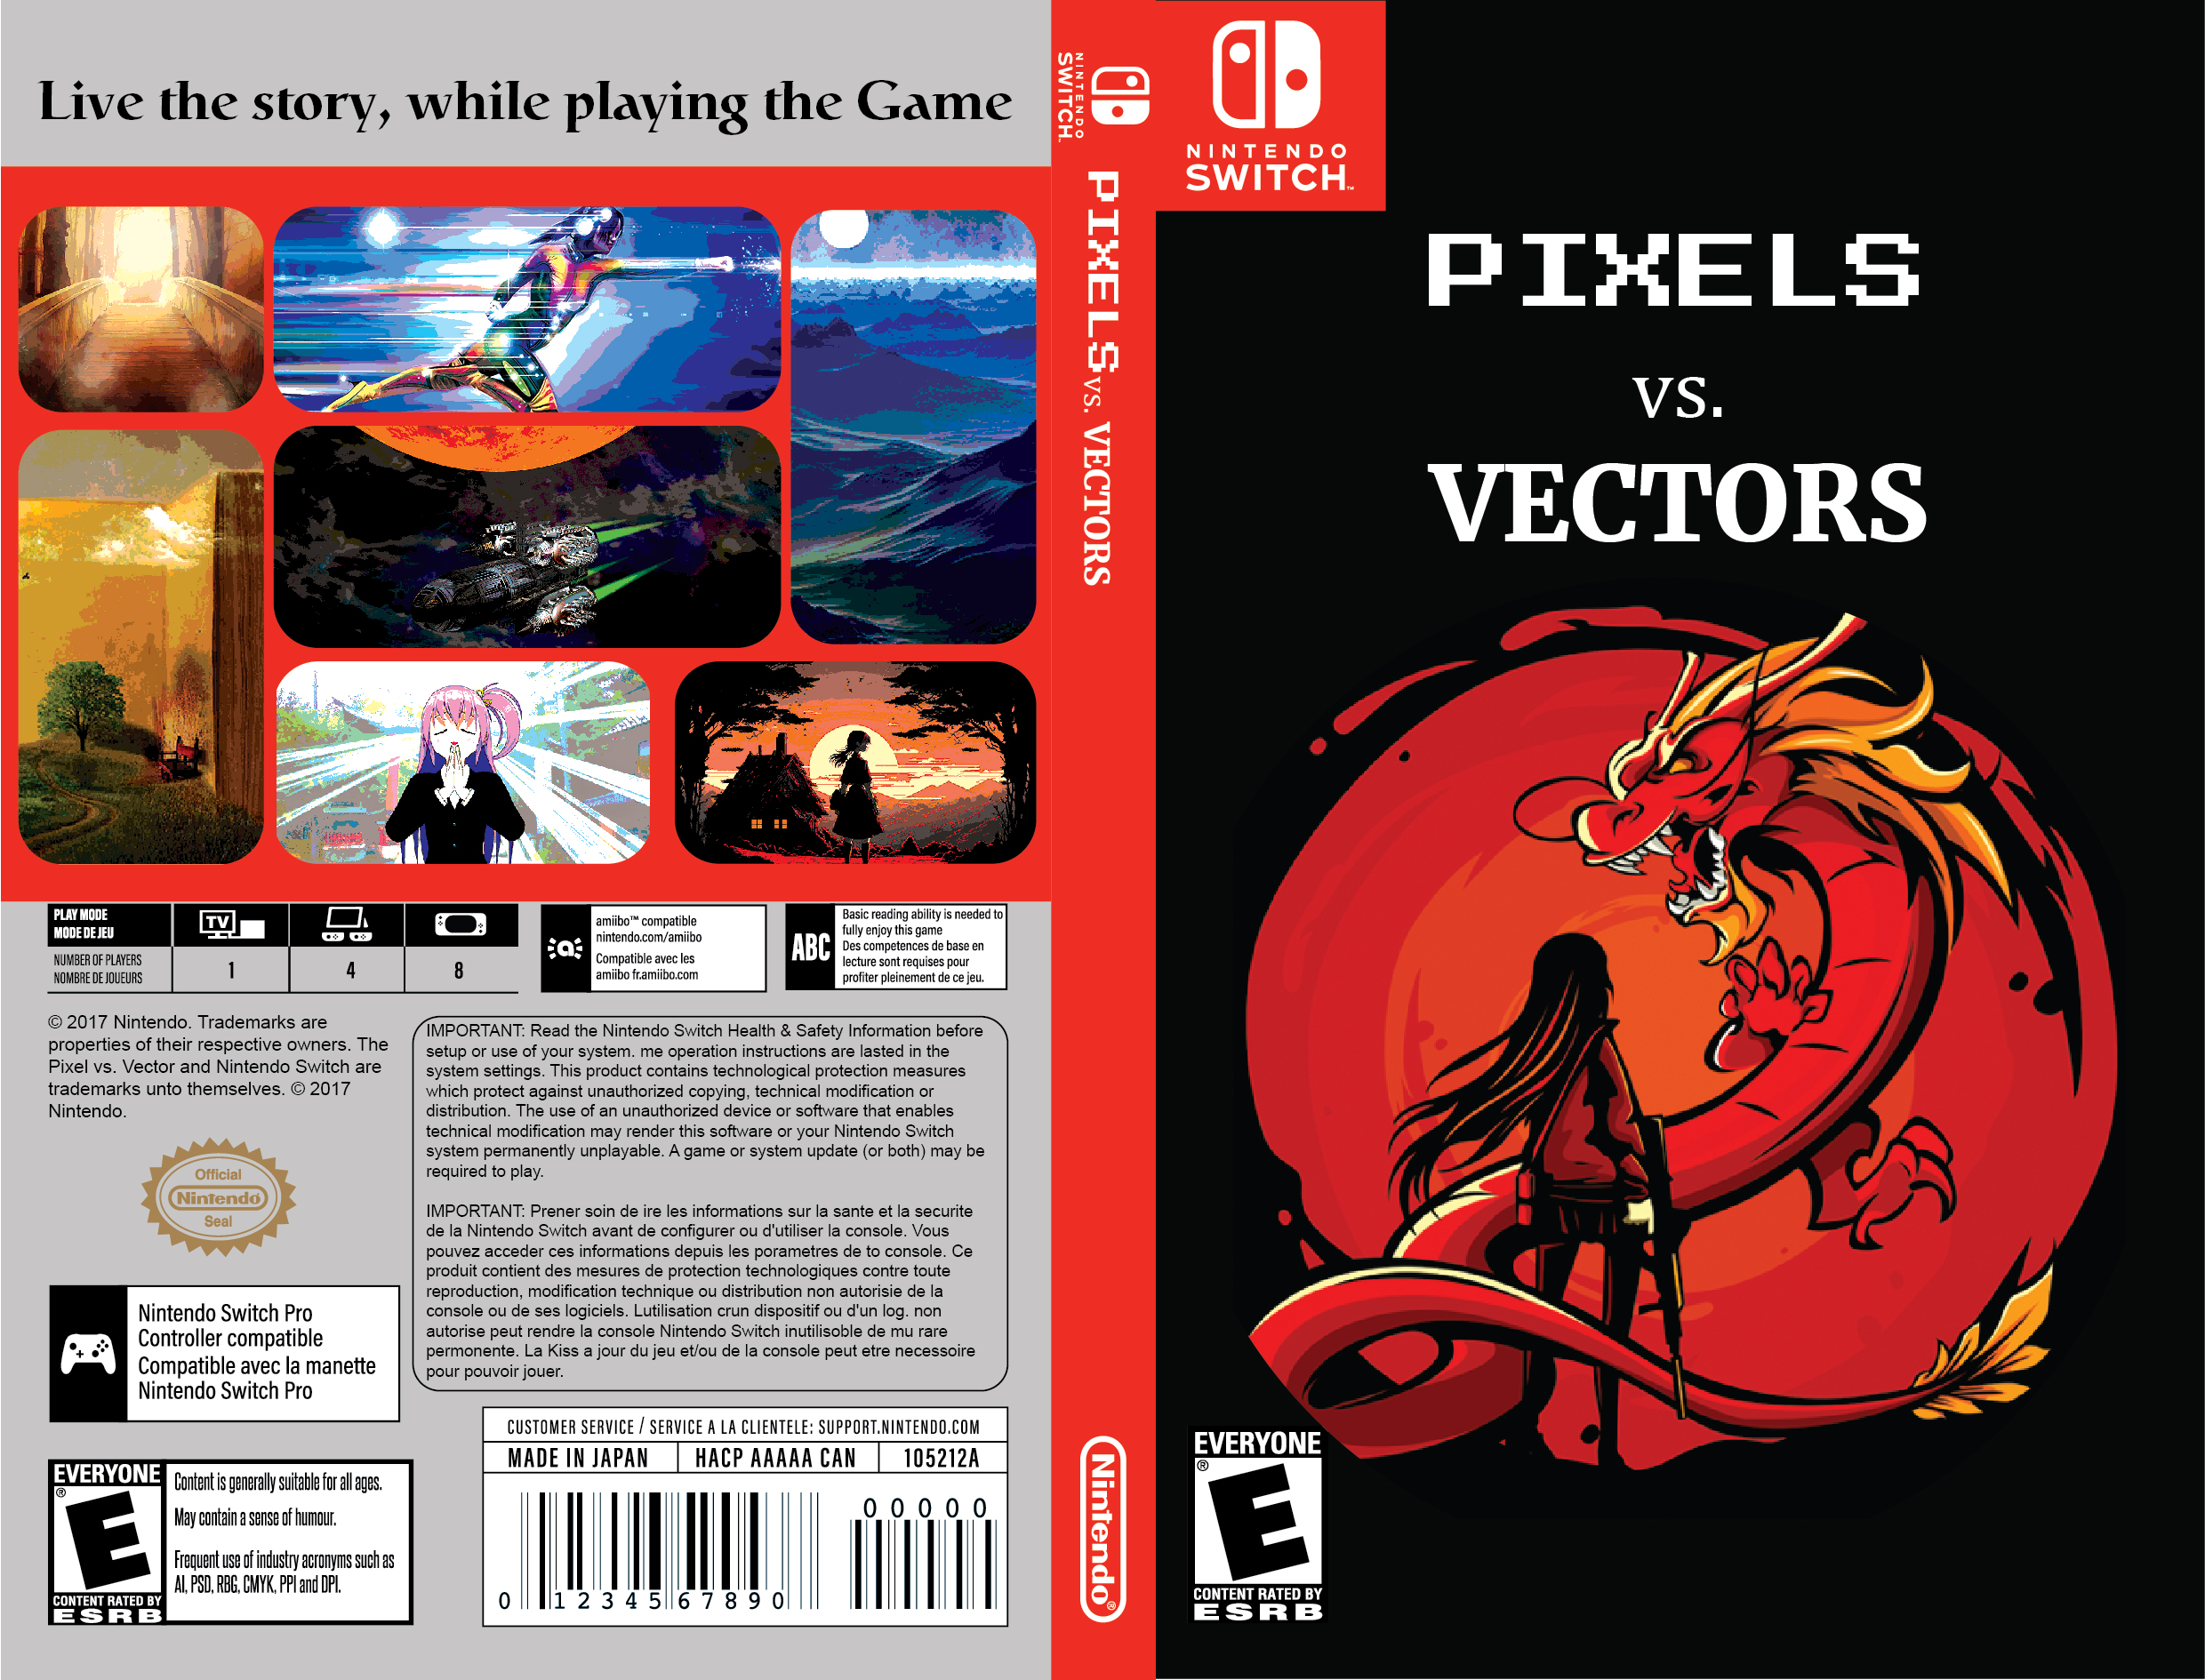 Live the story, while playing the Game
PLAY MODE
MODE DE JEU
TV
NUMBER OF PLAYERS
NOMBRE DE JOUEURS
1
4
8
a
amiibo™ compatible
nintendo.com/amiibo
Compatible avec les
amiibo fr.amiibo.com
ABC
Basic reading ability is needed to
fully enjoy this game
Des competences de base en
lecture sont requises pour
profiter pleinement de ce jeu.
© 2017 Nintendo. Trademarks are
properties of their respective owners. The
Pixel vs. Vector and Nintendo Switch are
trademarks unto themselves. © 2017
Nintendo.
Official
Nintendo
Seal
Nintendo Switch Pro
Controller compatible
Compatible avec la manette
Nintendo Switch Pro
IMPORTANT: Read the Nintendo Switch Health & Safety Information before
setup or use of your system. me operation instructions are lasted in the
system settings. This product contains technological protection measures
which protect against unauthorized copying, technical modification or
distribution. The use of an unauthorized device or software that enables
technical modification may render this software or your Nintendo Switch
system permanently unplayable. A game or system update (or both) may be
required to play.
IMPORTANT: Prener soin de ire les informations sur la sante et la securite
de la Nintendo Switch avant de configurer ou d'utiliser la console. Vous
pouvez acceder ces informations depuis les porametres de to console. Ce
produit contient des mesures de protection technologiques contre toute
reproduction, modification technique ou distribution non autorisie de la
console ou de ses logiciels. Lutilisation crun dispositif ou d'un log. non
autorise peut rendre la console Nintendo Switch inutilisoble de mu rare
permonente. La Kiss a jour du jeu et/ou de la console peut etre necessoire
pour pouvoir jouer.
EVERYONE
E
®
CONTENT RATED BY
ESRB
Content is generally suitable for all ages.
May contain a sense of humour.
Frequent use of industry acronyms such as
AI, PSD, RBG, CMYK, PPI and DPI.
CUSTOMER SERVICE / SERVICE A LA CLIENTELE: SUPPORT.NINTENDO.COM
MADE IN JAPAN
HACP AAAAA CAN
105212A
0 12345 67890
00000
NINTENDO
SWITCH™
PIXELS vs. VECTORS
Nintendo®
NINTENDO
SWITCH™
PIXELS
vs.
VECTORS
EVERYONE
®
E
CONTENT RATED BY
ESRB